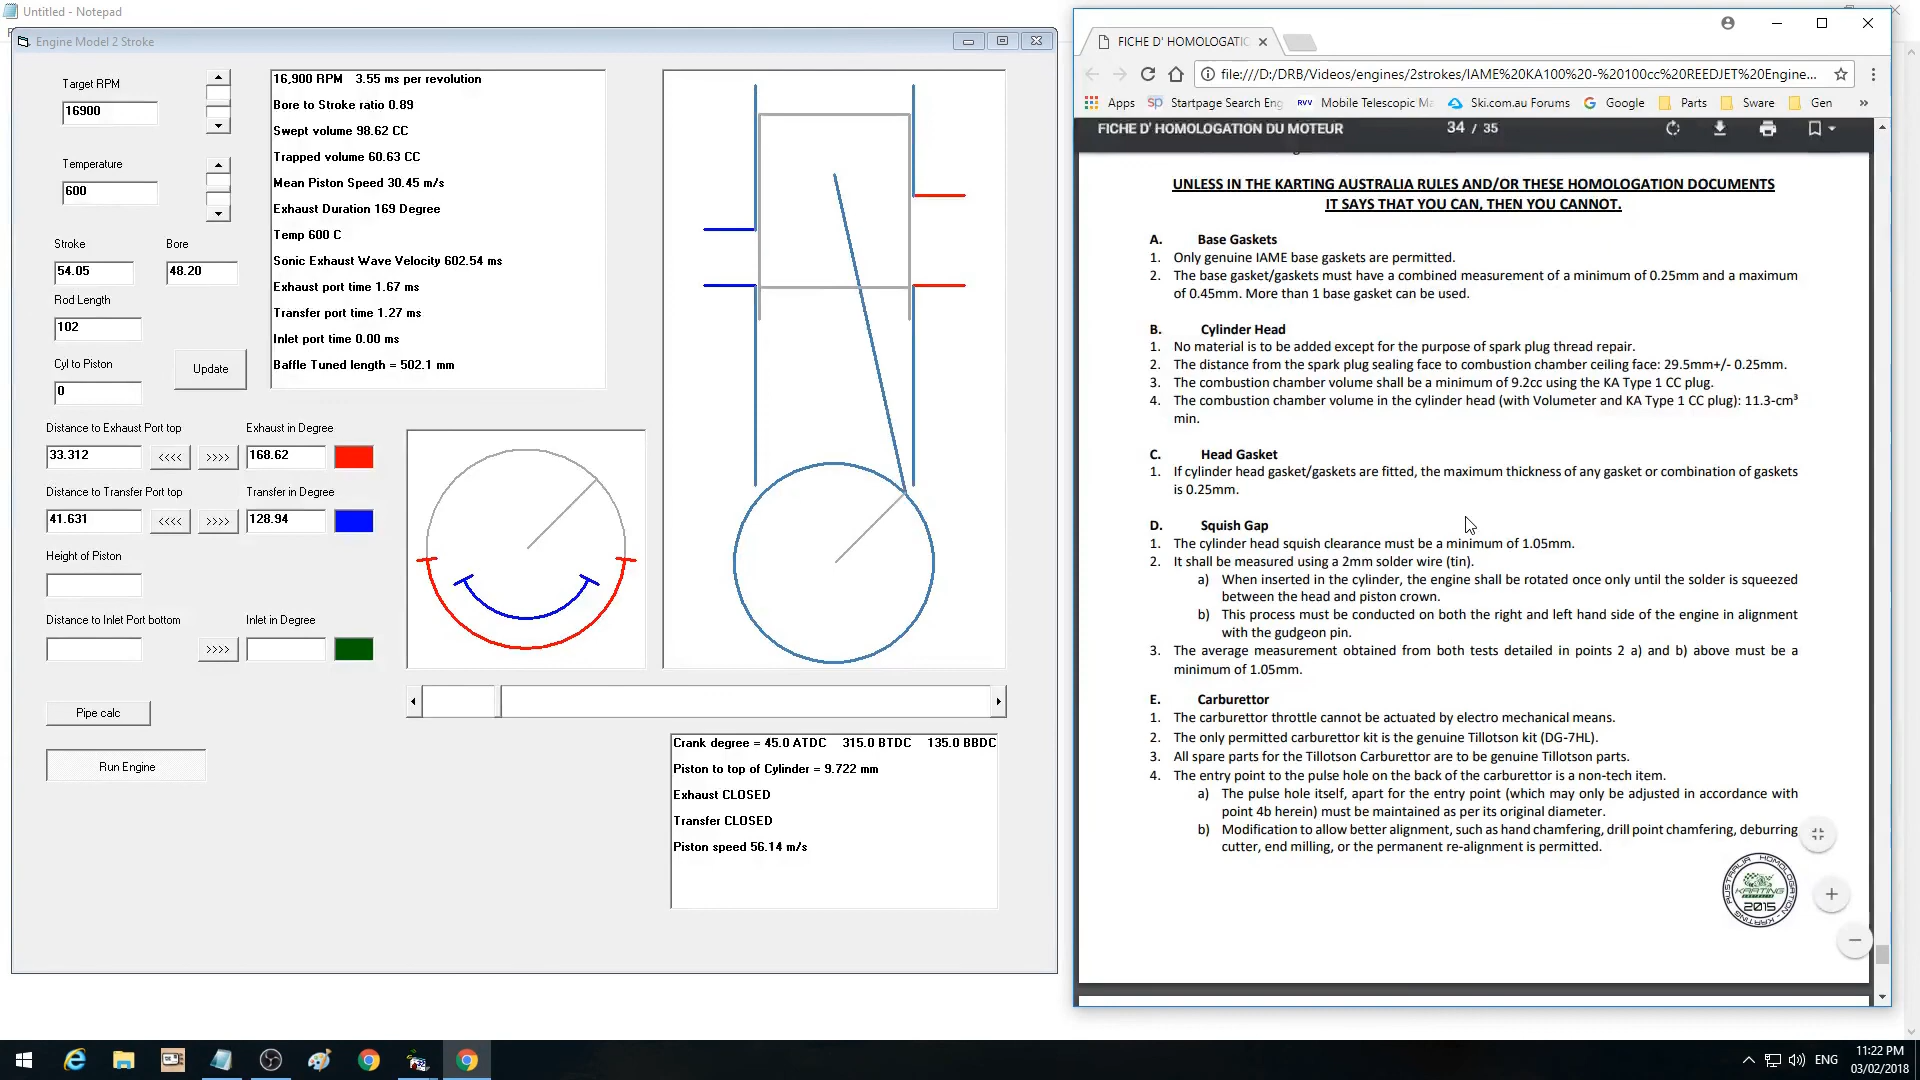 Untitled - Notepad
Engine Model 2 Stroke
Target RPM
16900
Temperature
600
Stroke
Bore
54.05
48.20
Rod Length
102
Cyl to Piston
0
Update
16,900 RPM    3.55 ms per revolution
Bore to Stroke ratio 0.89
Swept volume 98.62 CC
Trapped volume 60.63 CC
Mean Piston Speed 30.45 m/s
Exhaust Duration 169 Degree
Temp 600 C
Sonic Exhaust Wave Velocity 602.54 m/s
Exhaust port time 1.67 ms
Transfer port time 1.27 ms
Inlet port time 0.00 ms
Baffle Tuned length = 502.1 mm
Distance to Exhaust Port top
Exhaust in Degree
33.312
<<<<
>>>>
168.62
Distance to Transfer Port top
Transfer in Degree
41.631
<<<<
>>>>
128.94
Height of Piston
Distance to Inlet Port bottom
Inlet in Degree
>>>>
Pipe calc
Run Engine
Crank degree = 45.0 ATDC    315.0 BTDC    135.0 BBDC
Piston to top of Cylinder = 9.722 mm
Exhaust CLOSED
Transfer CLOSED
Piston speed 56.14 m/s
FICHE D' HOMOLOGATIC
file:///D:/DRB/Videos/engines/2strokes/IAME%20KA100%20-%20100cc%20REEDJET%20Engine...
Apps
Startpage Search Eng
RVV Mobile Telescopic Ma
Ski.com.au Forums
Google
Parts
Sware
Gen
»
FICHE D' HOMOLOGATION DU MOTEUR
34 / 35
UNLESS IN THE KARTING AUSTRALIA RULES AND/OR THESE HOMOLOGATION DOCUMENTS
IT SAYS THAT YOU CAN, THEN YOU CANNOT.
A. Base Gaskets
1. Only genuine IAME base gaskets are permitted.
2. The base gasket/gaskets must have a combined measurement of a minimum of 0.25mm and a maximum
of 0.45mm. More than 1 base gasket can be used.
B. Cylinder Head
1. No material is to be added except for the purpose of spark plug thread repair.
2. The distance from the spark plug sealing face to combustion chamber ceiling face: 29.5mm+/- 0.25mm.
3. The combustion chamber volume shall be a minimum of 9.2cc using the KA Type 1 CC plug.
4. The combustion chamber volume in the cylinder head (with Volumeter and KA Type 1 CC plug): 11.3-cm³
min.
C. Head Gasket
1. If cylinder head gasket/gaskets are fitted, the maximum thickness of any gasket or combination of gaskets
is 0.25mm.
D. Squish Gap
1. The cylinder head squish clearance must be a minimum of 1.05mm.
2. It shall be measured using a 2mm solder wire (tin).
a) When inserted in the cylinder, the engine shall be rotated once only until the solder is squeezed
between the head and piston crown.
b) This process must be conducted on both the right and left hand side of the engine in alignment
with the gudgeon pin.
3. The average measurement obtained from both tests detailed in points 2 a) and b) above must be a
minimum of 1.05mm.
E. Carburettor
1. The carburettor throttle cannot be actuated by electro mechanical means.
2. The only permitted carburettor kit is the genuine Tillotson kit (DG-7HL).
3. All spare parts for the Tillotson Carburettor are to be genuine Tillotson parts.
4. The entry point to the pulse hole on the back of the carburettor is a non-tech item.
a) The pulse hole itself, apart for the entry point (which may only be adjusted in accordance with
point 4b herein) must be maintained as per its original diameter.
b) Modification to allow better alignment, such as hand chamfering, drill point chamfering, deburring
cutter, end milling, or the permanent re-alignment is permitted.
KARTING
2015
ENG
11:22 PM
03/02/2018